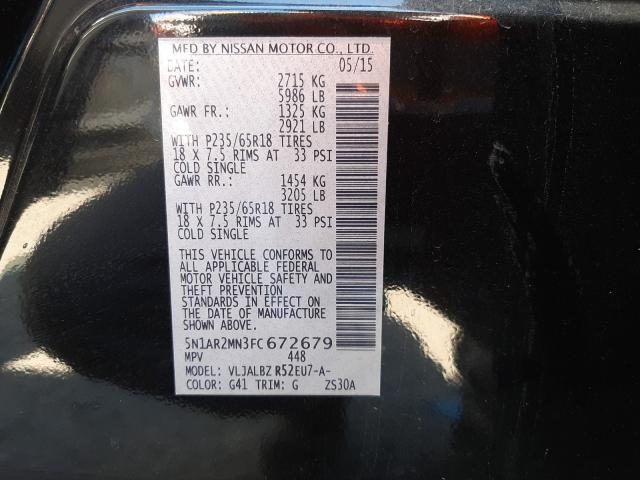 MFD BY NISSAN MOTOR CO., LTD.
DATE: 05/15
GVWR: 2715 KG
5986 LB
GAWR FR.: 1325 KG
2921 LB
WITH P235/65R18 TIRES
18 X 7.5 RIMS AT 33 PSI
COLD SINGLE
GAWR RR.: 1454 KG
3205 LB
WITH P235/65R18 TIRES
18 X 7.5 RIMS AT 33 PSI
COLD SINGLE
THIS VEHICLE CONFORMS TO
ALL APPLICABLE FEDERAL
MOTOR VEHICLE SAFETY AND
THEFT PREVENTION
STANDARDS IN EFFECT ON
THE DATE OF MANUFACTURE
SHOWN ABOVE.
5N1AR2MN3FC672679
MPV 448
MODEL: VLJALBZ R52EU7-A-
COLOR: G41 TRIM: G ZS30A